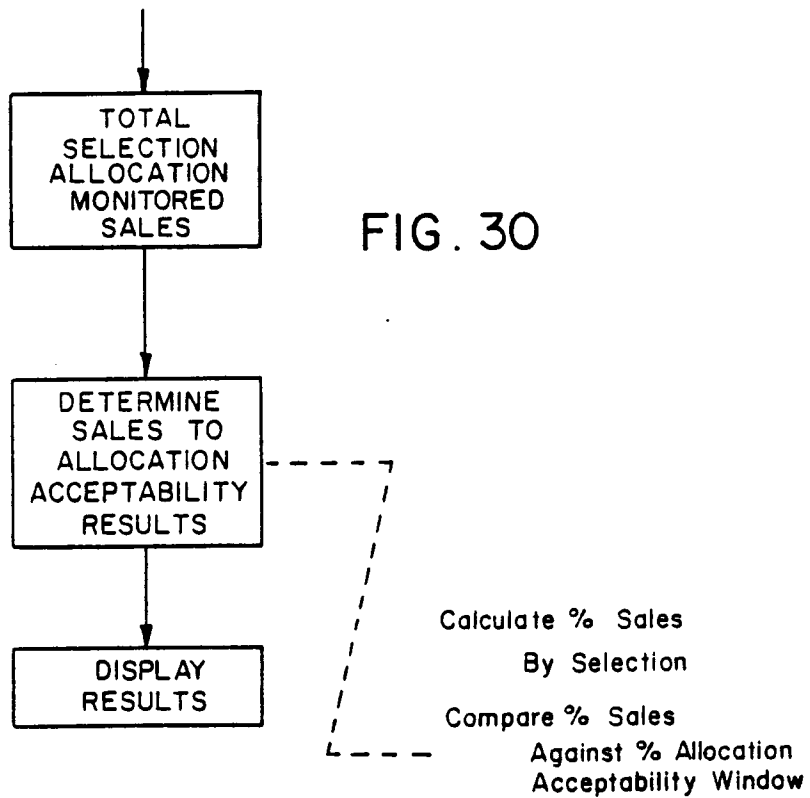 TOTAL
SELECTION
ALLOCATION
MONITORED
SALES
FIG. 30
DETERMINE
SALES TO
ALLOCATION
ACCEPTABILITY
RESULTS
DISPLAY
RESULTS
Calculate % Sales
By Selection
Compare % Sales
Against % Allocation
Acceptability Window